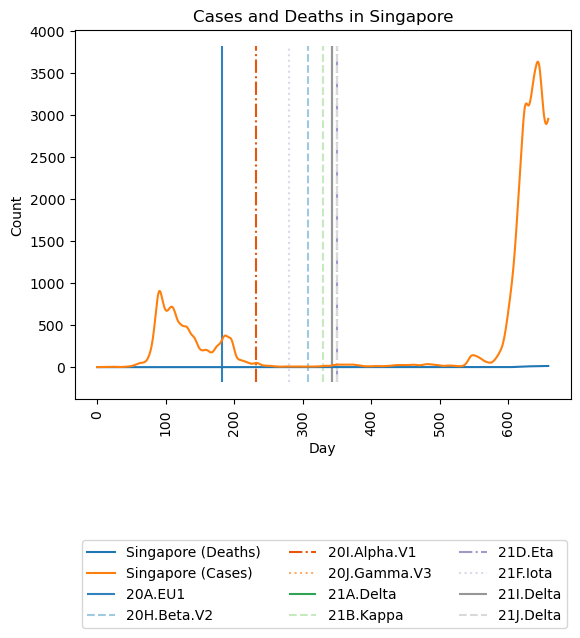 Cases and Deaths in Singapore
4000
3500
3000
2500
2000
1500
1000
500
0
Count
0 100 200 300 400 500 600
Day
Singapore (Deaths) 20I.Alpha.V1 21D.Eta
Singapore (Cases) 20J.Gamma.V3 21F.Iota
20A.EU1 21A.Delta 21I.Delta
20H.Beta.V2 21B.Kappa 21J.Delta